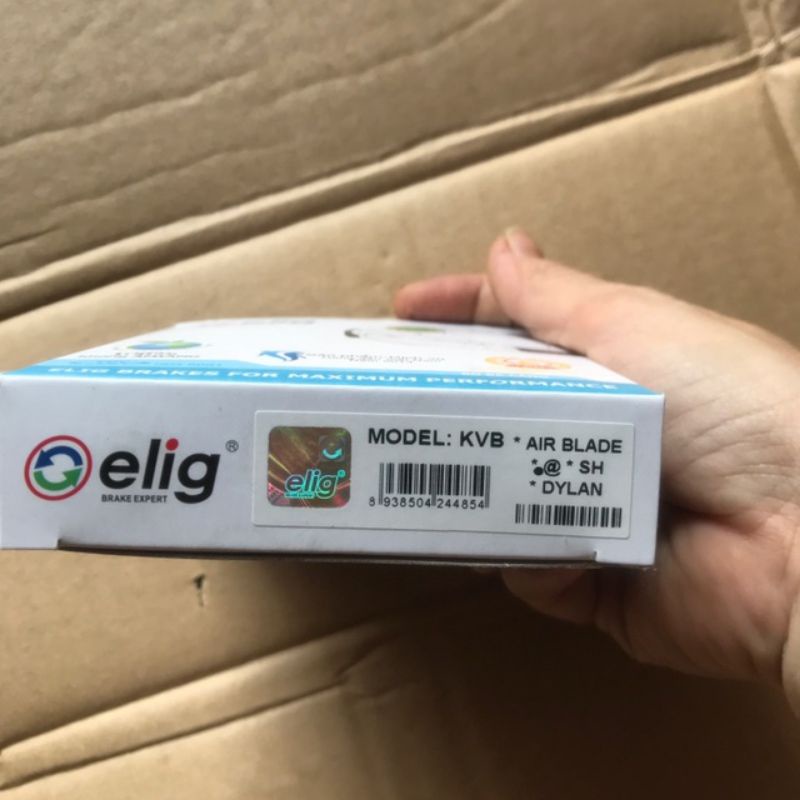 ELIG BRAKES FOR MAXIMUM PERFORMANCE
elig®
BRAKE EXPERT
elig
MODEL: KVB * AIR BLADE
*@ * SH
* DYLAN
8 938504 244854